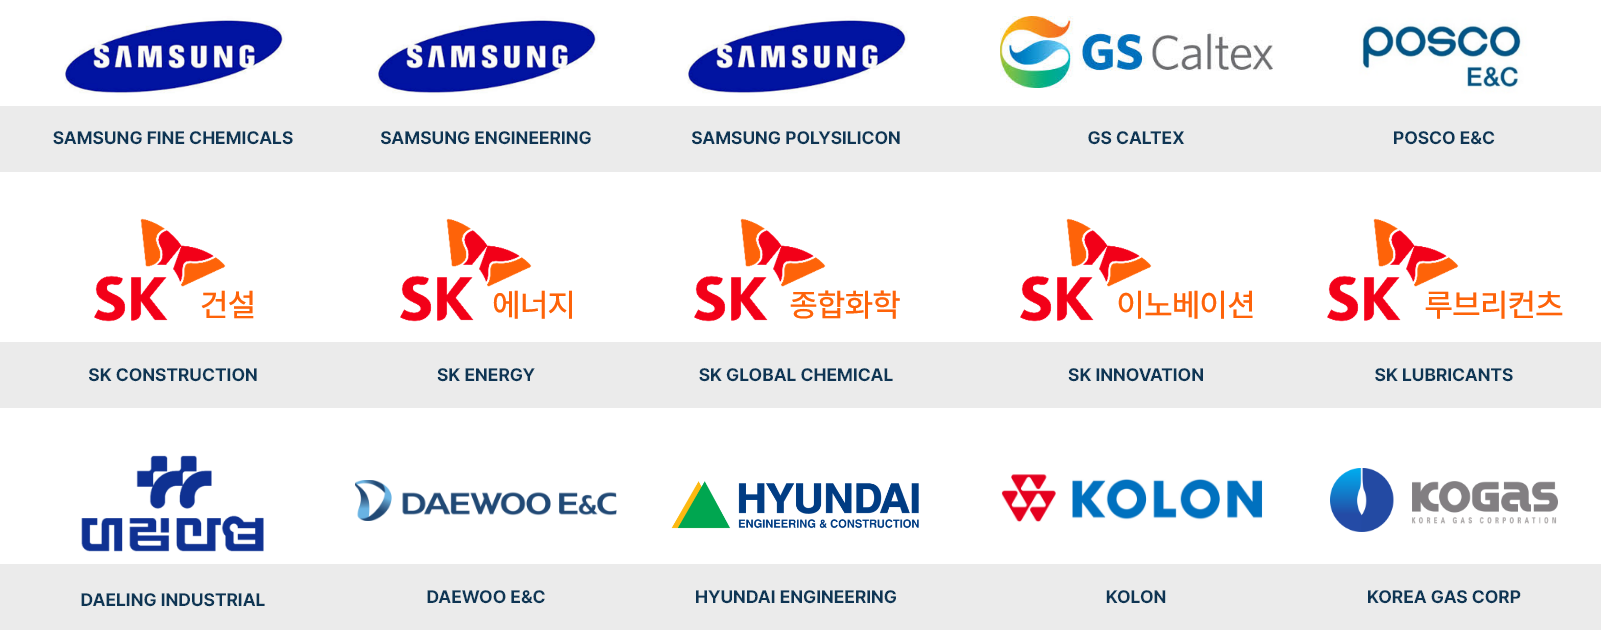 SAMSUNG
SAMSUNG
SAMSUNG
GS Caltex
posco
E&C
SAMSUNG FINE CHEMICALS
SAMSUNG ENGINEERING
SAMSUNG POLYSILICON
GS CALTEX
POSCO E&C
SK 건설
SK 에너지
SK 종합화학
SK 이노베이션
SK 루브리컨츠
SK CONSTRUCTION
SK ENERGY
SK GLOBAL CHEMICAL
SK INNOVATION
SK LUBRICANTS
대림산업
DAEWOO E&C
HYUNDAI
ENGINEERING & CONSTRUCTION
KOLON
KOGAS
KOREA GAS CORPORATION
DAELING INDUSTRIAL
DAEWOO E&C
HYUNDAI ENGINEERING
KOLON
KOREA GAS CORP